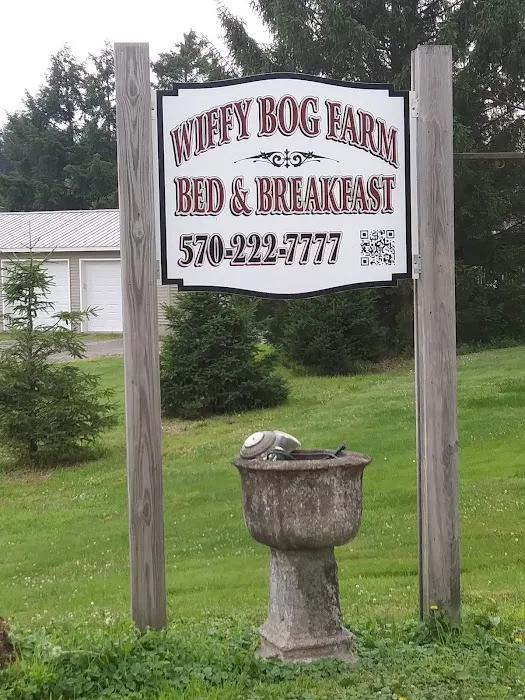 WIFFY BOG FARM
BED & BREAKFAST
570-222-7777